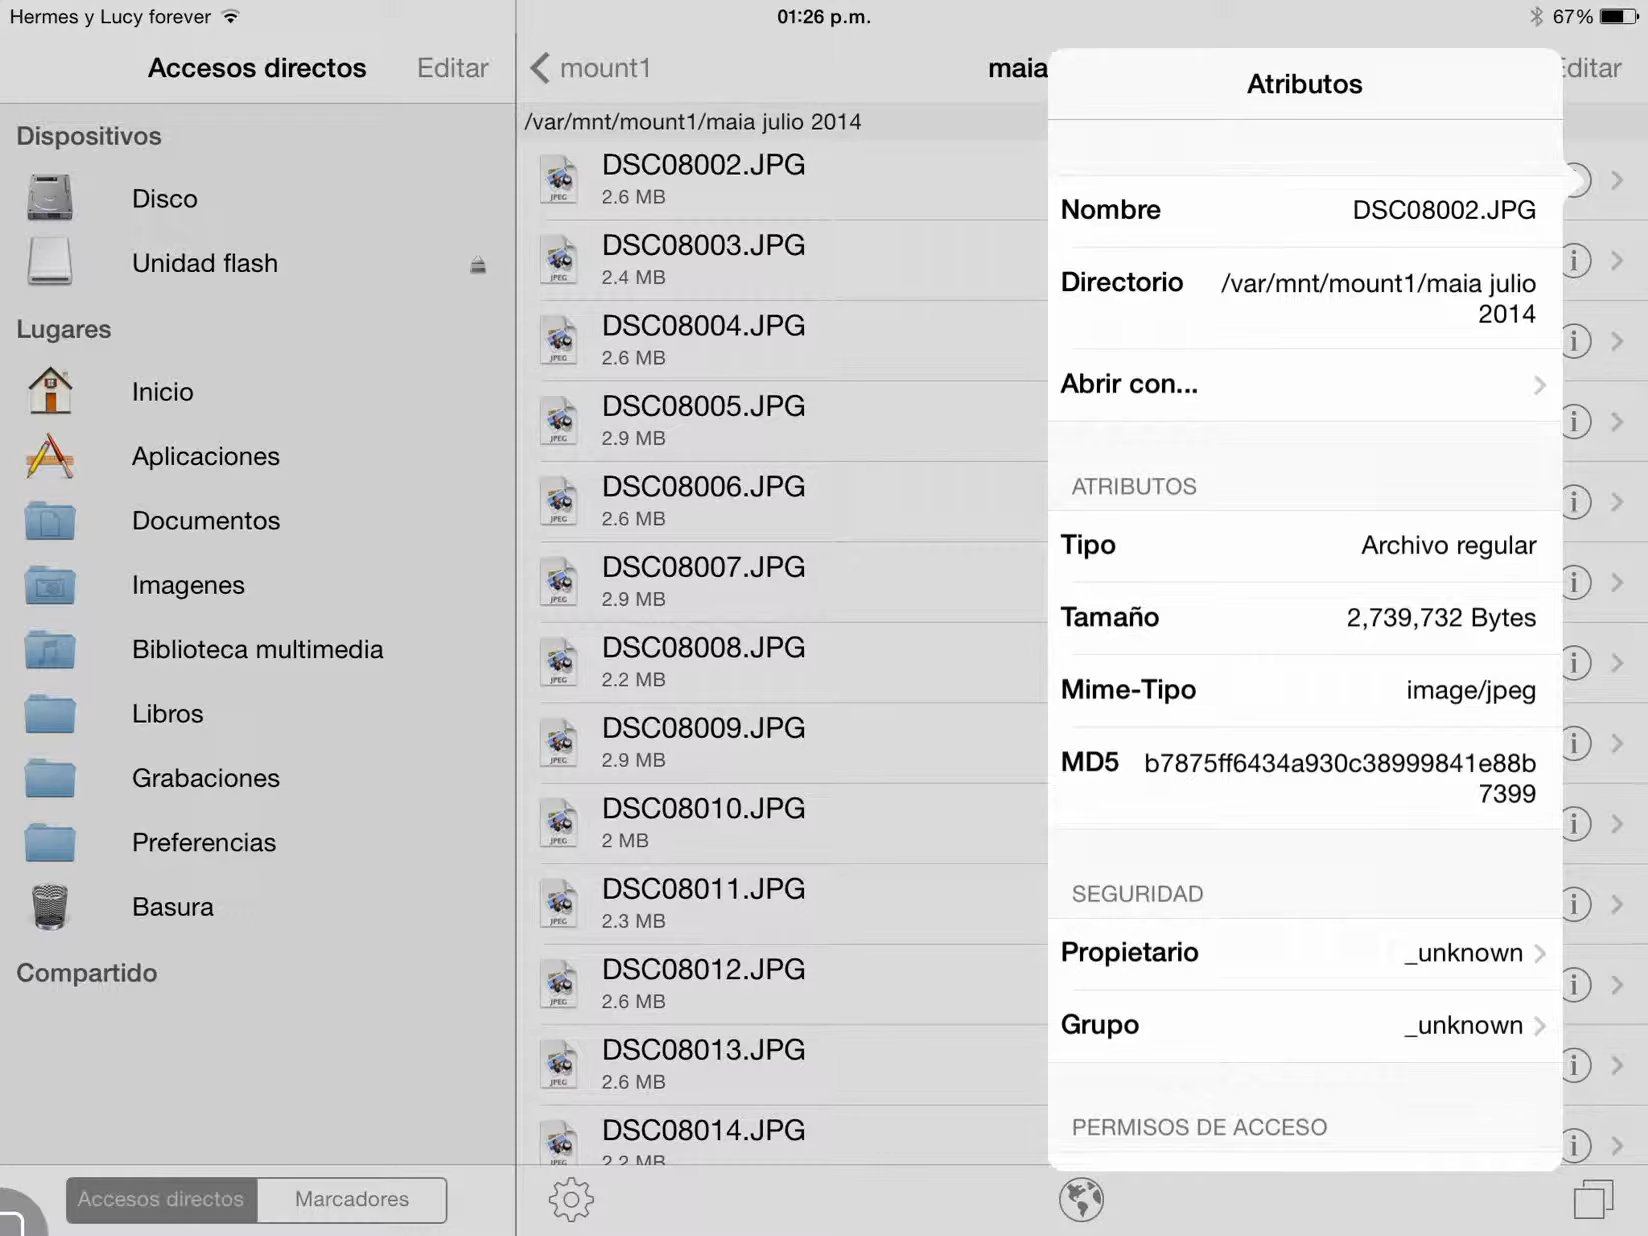 Hermes y Lucy forever
01:26 p.m.
67%
Accesos directos
Editar
Dispositivos
Disco
Unidad flash
Lugares
Inicio
Aplicaciones
Documentos
Imagenes
Biblioteca multimedia
Libros
Grabaciones
Preferencias
Basura
Compartido
Accesos directos
Marcadores
mount1
maia
Editar
/var/mnt/mount1/maia julio 2014
DSC08002.JPG
2.6 MB
DSC08003.JPG
2.4 MB
DSC08004.JPG
2.6 MB
DSC08005.JPG
2.9 MB
DSC08006.JPG
2.6 MB
DSC08007.JPG
2.9 MB
DSC08008.JPG
2.2 MB
DSC08009.JPG
2.9 MB
DSC08010.JPG
2 MB
DSC08011.JPG
2.3 MB
DSC08012.JPG
2.6 MB
DSC08013.JPG
2.6 MB
DSC08014.JPG
2.2 MB
Atributos
Nombre DSC08002.JPG
Directorio /var/mnt/mount1/maia julio
2014
Abrir con...
ATRIBUTOS
Tipo Archivo regular
Tamaño 2,739,732 Bytes
Mime-Tipo image/jpeg
MD5 b7875ff6434a930c38999841e88b
7399
SEGURIDAD
Propietario _unknown
Grupo _unknown
PERMISOS DE ACCESO